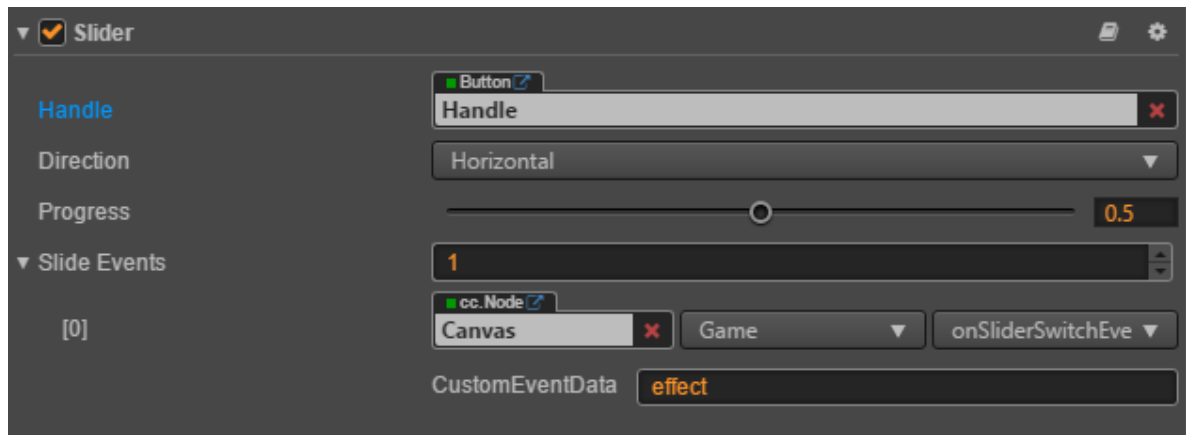 Slider
Button
Handle Handle
Direction Horizontal
Progress 0.5
Slide Events 1
cc.Node
[0] Canvas Game onSliderSwitchEve
CustomEventData effect